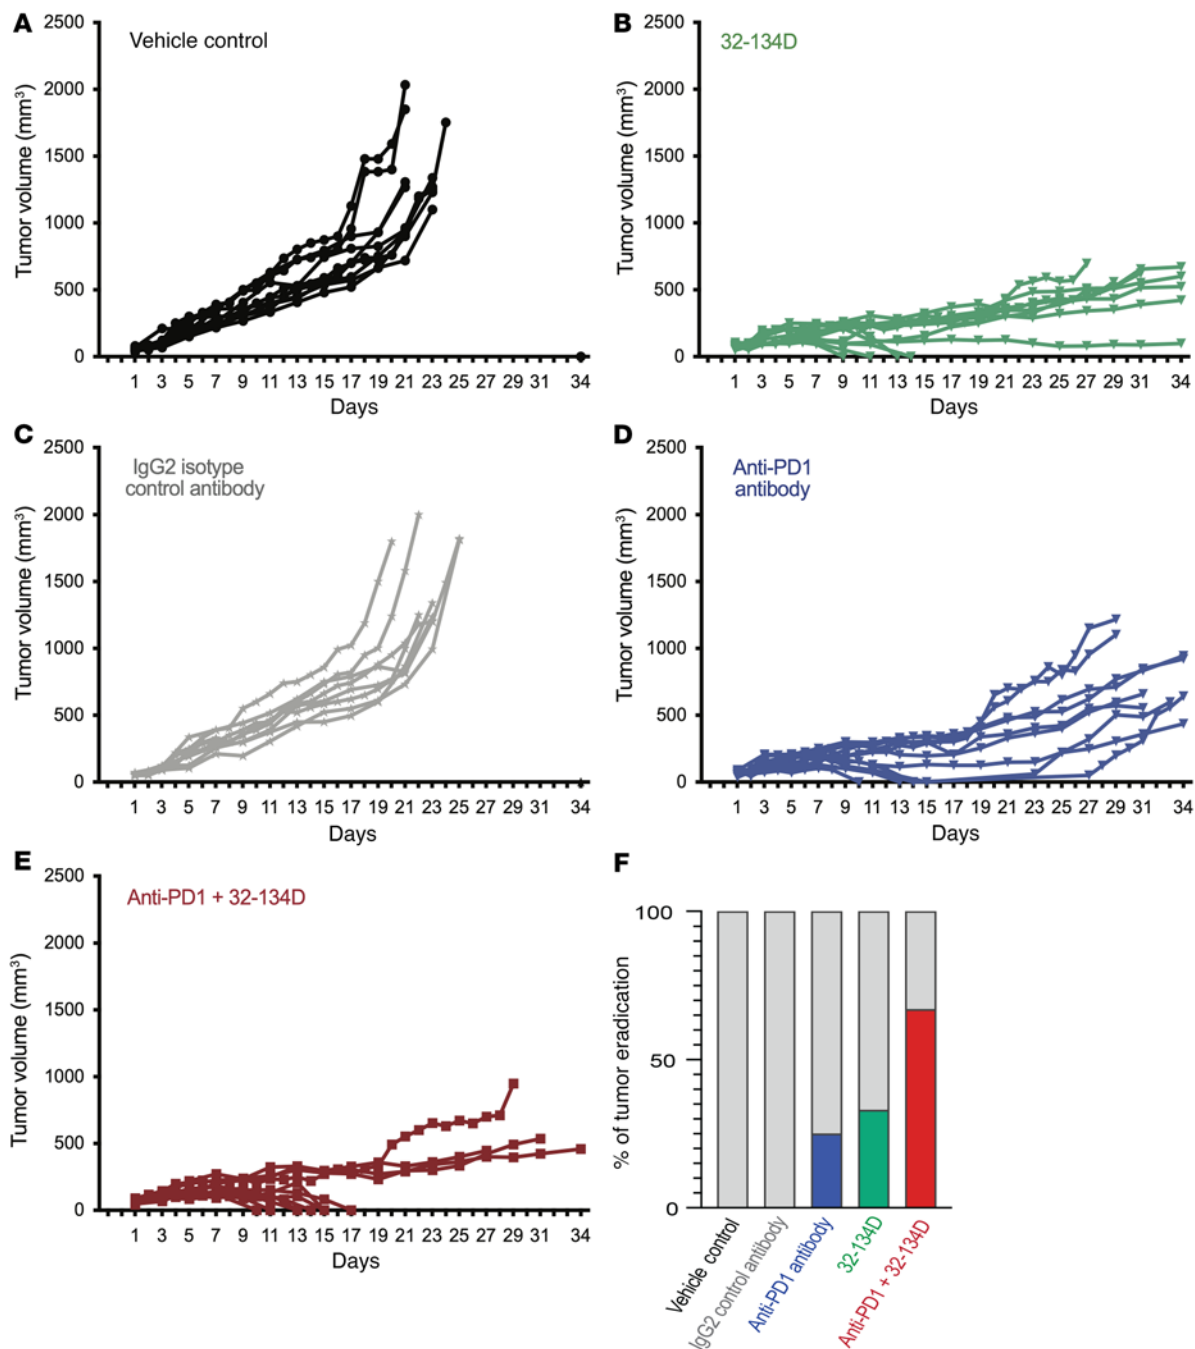 A
Vehicle control
Tumor volume (mm³)
2500
2000
1500
1000
500
0
1 3 5 7 9 11 13 15 17 19 21 23 25 27 29 31 34
Days
B
32-134D
Tumor volume (mm³)
2500
2000
1500
1000
500
0
1 3 5 7 9 11 13 15 17 19 21 23 25 27 29 31 34
Days
C
IgG2 isotype
control antibody
Tumor volume (mm³)
2500
2000
1500
1000
500
0
1 3 5 7 9 11 13 15 17 19 21 23 25 27 29 31 34
Days
D
Anti-PD1
antibody
Tumor volume (mm³)
2500
2000
1500
1000
500
0
1 3 5 7 9 11 13 15 17 19 21 23 25 27 29 31 34
Days
E
Anti-PD1 + 32-134D
Tumor volume (mm³)
2500
2000
1500
1000
500
0
1 3 5 7 9 11 13 15 17 19 21 23 25 27 29 31 34
Days
F
% of tumor eradication
100
50
0
Vehicle control
IgG2 control antibody
Anti-PD1 antibody
32-134D
Anti-PD1 + 32-134D